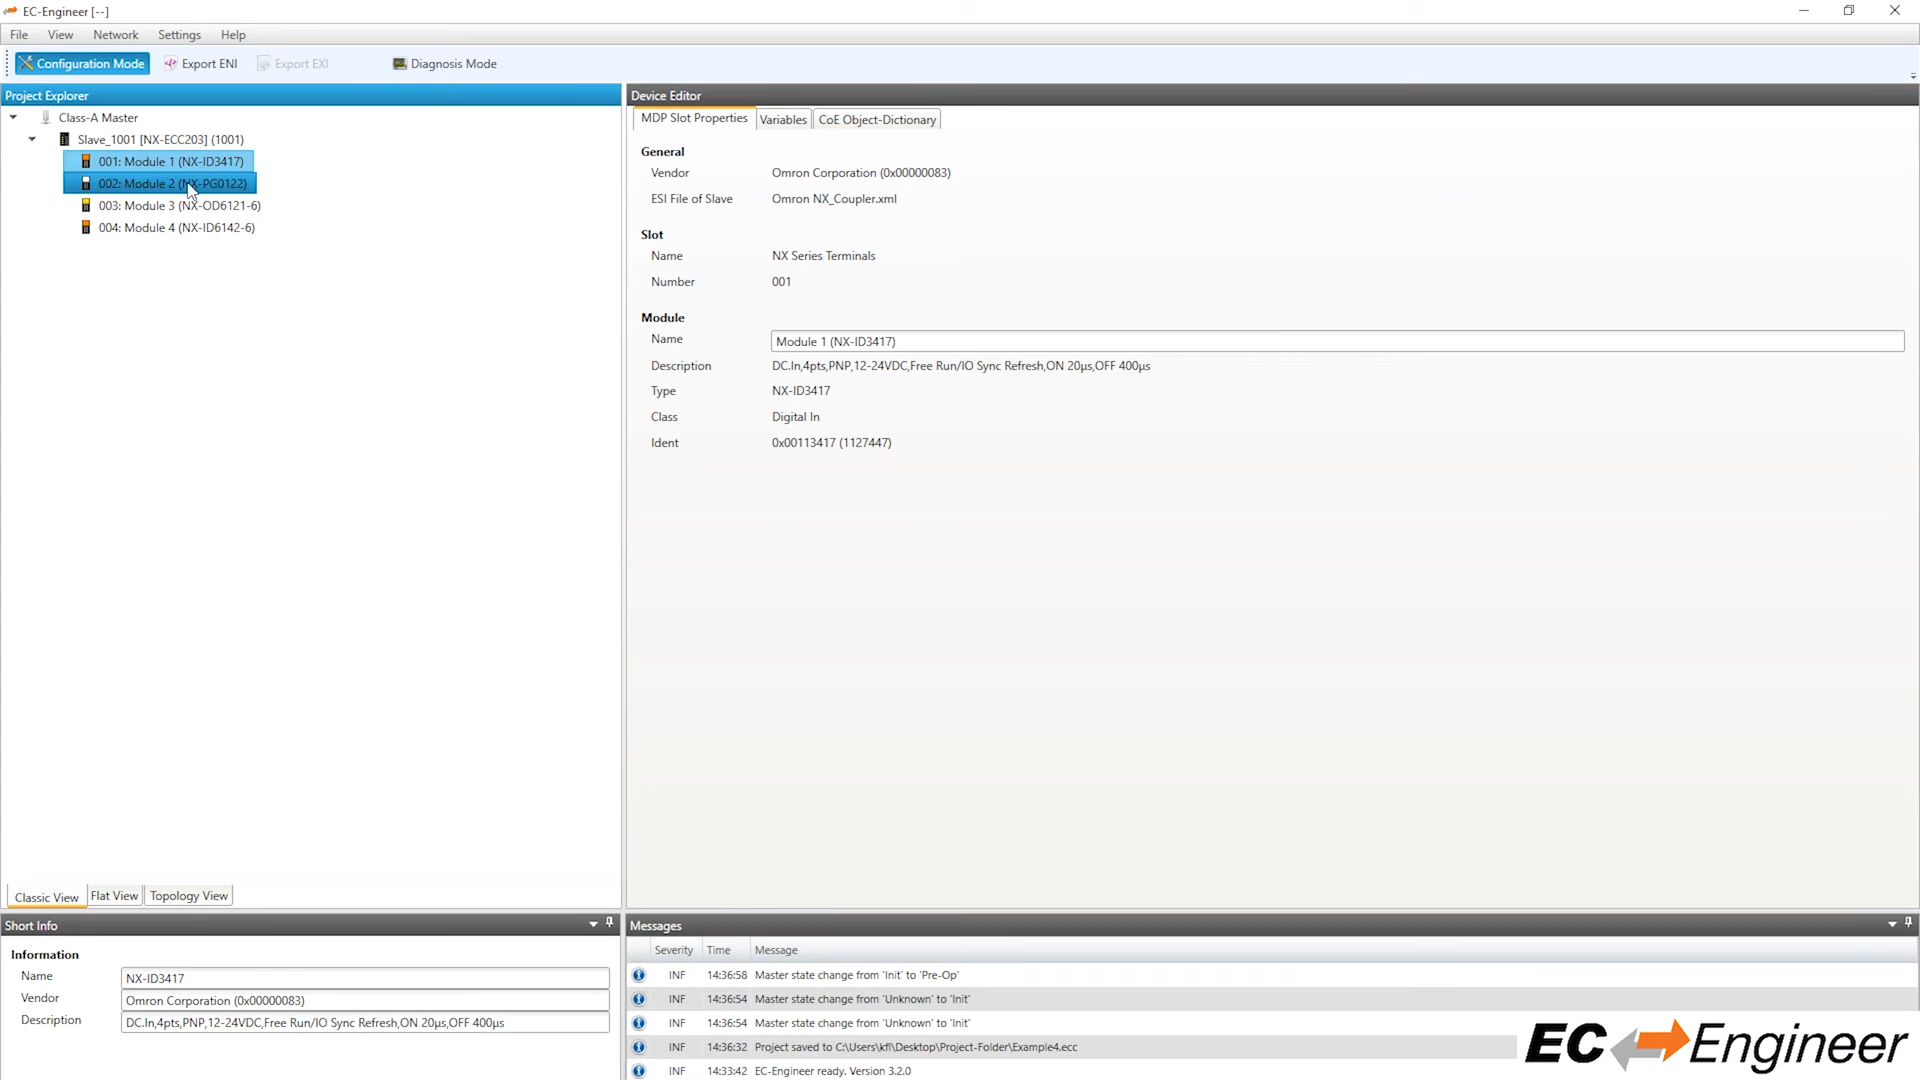 EC-Engineer [--]
File View Network Settings Help
Configuration Mode Export ENI Export EXI Diagnosis Mode
Project Explorer
Class-A Master
Slave_1001 [NX-ECC203] (1001)
001: Module 1 (NX-ID3417)
002: Module 2 (NX-PG0122)
003: Module 3 (NX-OD6121-6)
004: Module 4 (NX-ID6142-6)
Classic View Flat View Topology View
Device Editor
MDP Slot Properties Variables CoE Object-Dictionary
General
Vendor Omron Corporation (0x00000083)
ESI File of Slave Omron NX_Coupler.xml
Slot
Name NX Series Terminals
Number 001
Module
Name Module 1 (NX-ID3417)
Description DC.In,4pts,PNP,12-24VDC,Free Run/IO Sync Refresh,ON 20µs,OFF 400µs
Type NX-ID3417
Class Digital In
Ident 0x00113417 (1127447)
Short Info
Information
Name NX-ID3417
Vendor Omron Corporation (0x00000083)
Description DC.In,4pts,PNP,12-24VDC,Free Run/IO Sync Refresh,ON 20µs,OFF 400µs
Messages
Severity Time Message
INF 14:36:58 Master state change from 'Init' to 'Pre-Op'
INF 14:36:54 Master state change from 'Unknown' to 'Init'
INF 14:36:54 Master state change from 'Unknown' to 'Init'
INF 14:36:32 Project saved to C:\Users\kfl\Desktop\Project-Folder\Example4.ecc
INF 14:33:42 EC-Engineer ready. Version 3.2.0
EC Engineer